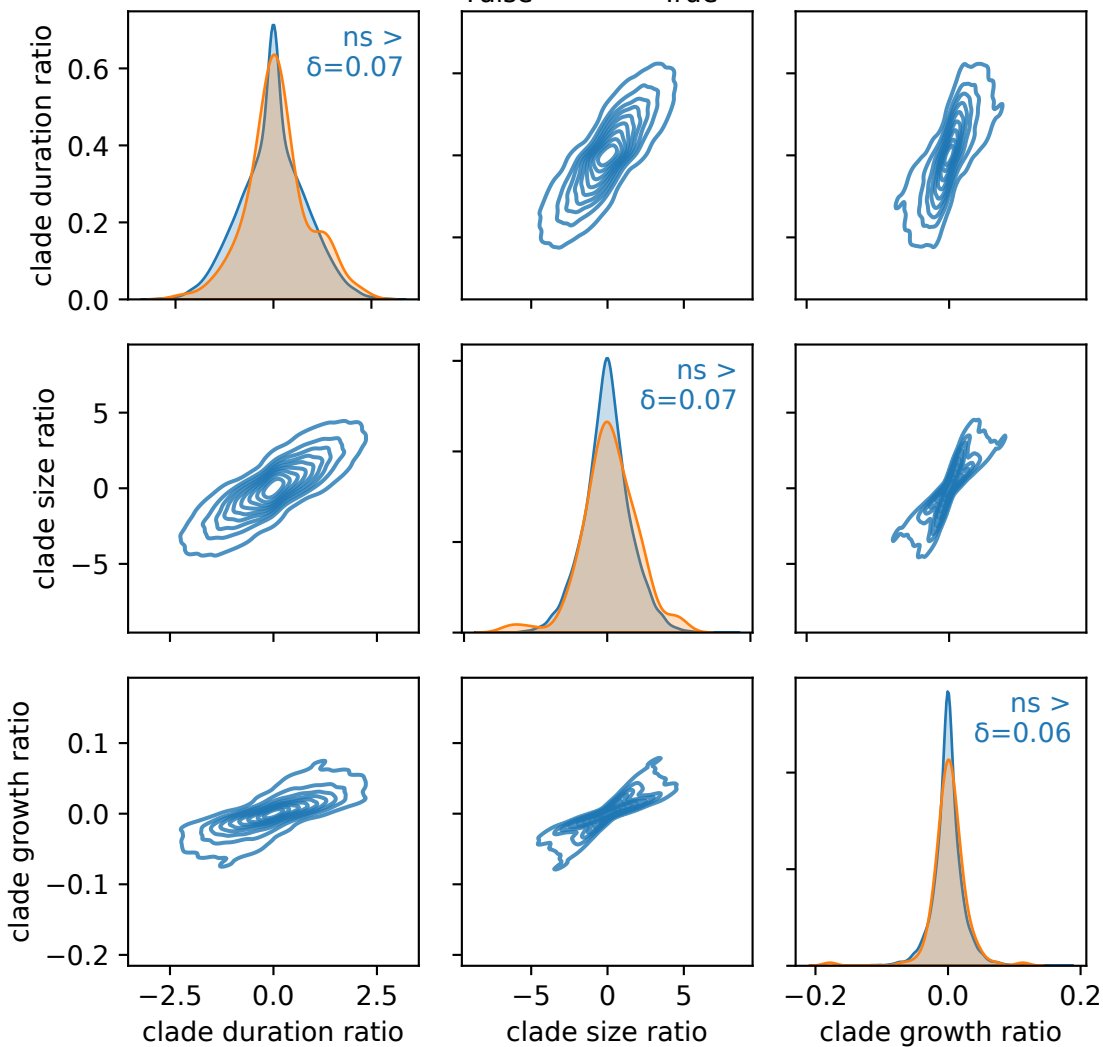 True
clade duration ratio
0.6
0.4
0.2
0.0
ns >
δ=0.07
clade size ratio
5
0
−5
ns >
δ=0.07
clade growth ratio
0.1
0.0
−0.1
−0.2
ns >
δ=0.06
−2.5 0.0 2.5
−5 0 5
−0.2 0.0 0.2
clade duration ratio
clade size ratio
clade growth ratio